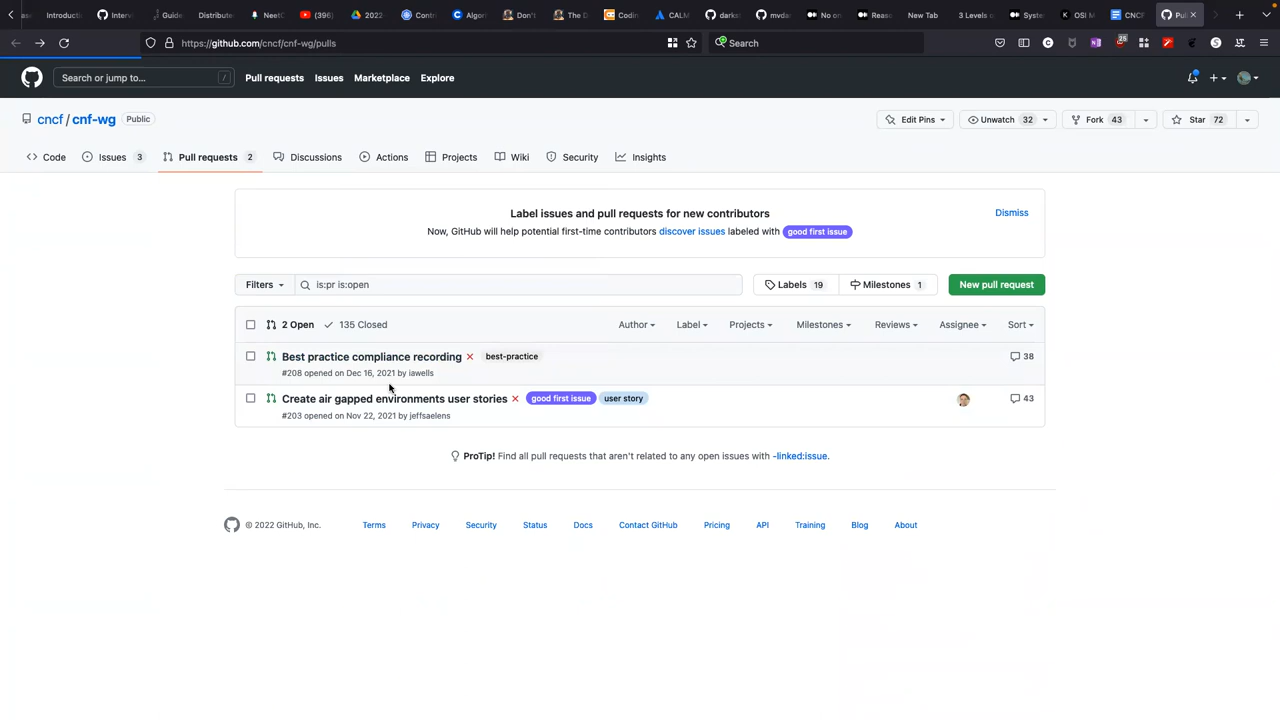 Introducti
Interv
Guide
Distribute
NeetC
(396)
2022
Contr
Algor
Don't
The D
Codin
CALM
darks
mvda
No on
Rease
New Tab
3 Levels o
Syste
OSI M
CNCF
Pul
https://github.com/cncf/cnf-wg/pulls
Search
25
Search or jump to...
/
Pull requests
Issues
Marketplace
Explore
cncf / cnf-wg
Public
Edit Pins
Unwatch 32
Fork 43
Star 72
Code
Issues 3
Pull requests 2
Discussions
Actions
Projects
Wiki
Security
Insights
Label issues and pull requests for new contributors
Dismiss
Now, GitHub will help potential first-time contributors discover issues labeled with good first issue
Filters
is:pr is:open
Labels 19
Milestones 1
New pull request
2 Open
135 Closed
Author
Label
Projects
Milestones
Reviews
Assignee
Sort
Best practice compliance recording
best-practice
38
#208 opened on Dec 16, 2021 by iawells
Create air gapped environments user stories
good first issue
user story
43
#203 opened on Nov 22, 2021 by jeffsaelens
ProTip! Find all pull requests that aren't related to any open issues with -linked:issue.
© 2022 GitHub, Inc.
Terms
Privacy
Security
Status
Docs
Contact GitHub
Pricing
API
Training
Blog
About